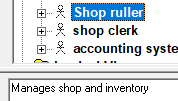 Shop ruller
shop clerk
accounting syste
Manages shop and inventory